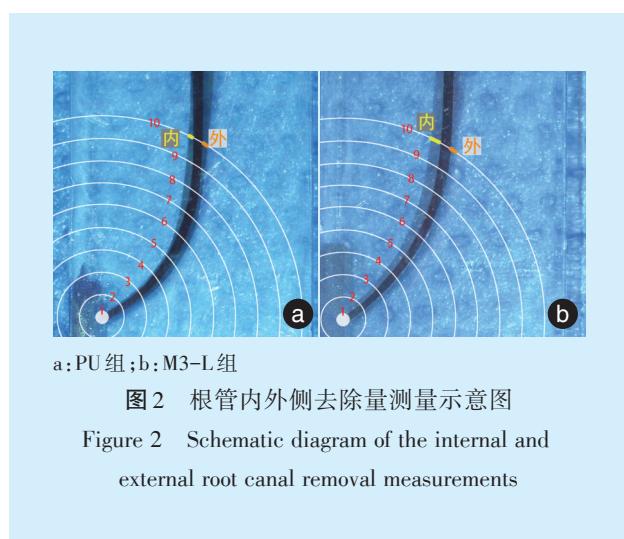 10
内
外
9
8
7
6
5
4
3
2
1
a
10
内
外
9
8
7
6
5
4
3
2
1
b
a:PU组;b:M3-L组
图2 根管内外侧去除量测量示意图
Figure 2 Schematic diagram of the internal and
external root canal removal measurements